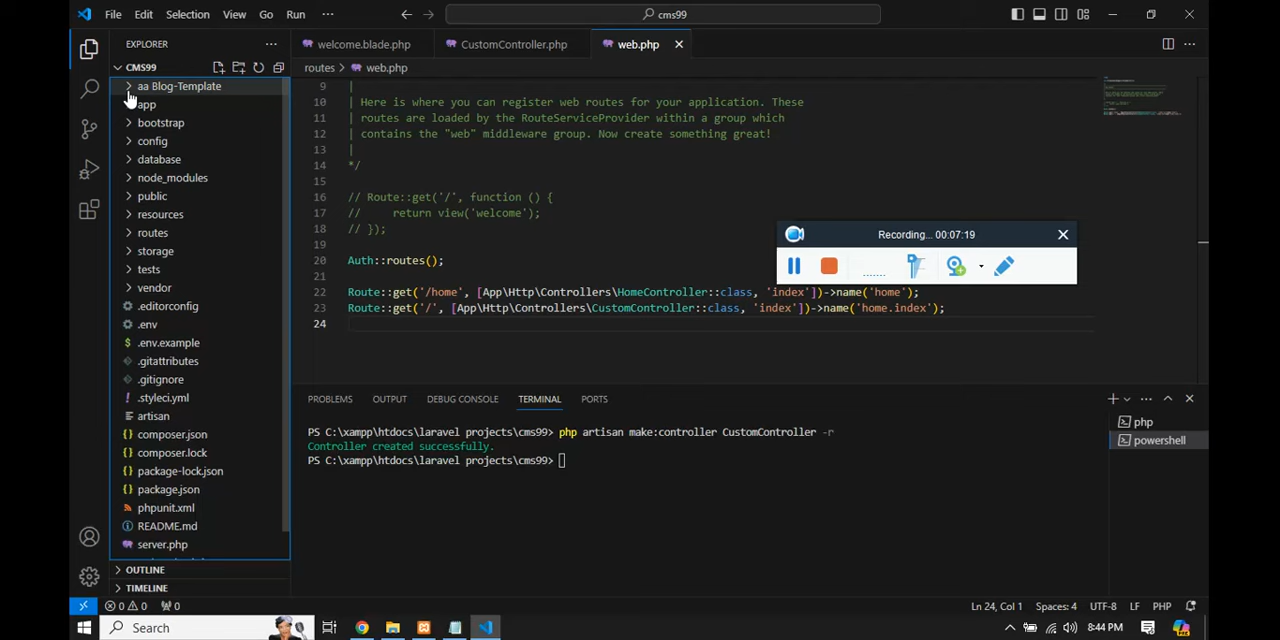 File Edit Selection View Go Run ···
cms99
EXPLORER
CMS99
aa Blog-Template
app
bootstrap
config
database
node_modules
public
resources
routes
storage
tests
vendor
.editorconfig
.env
.env.example
.gitattributes
.gitignore
.styleci.yml
artisan
composer.json
composer.lock
package-lock.json
package.json
phpunit.xml
README.md
server.php
OUTLINE
TIMELINE
welcome.blade.php CustomController.php web.php
routes > web.php
9 |
10 | Here is where you can register web routes for your application. These
11 | routes are loaded by the RouteServiceProvider within a group which
12 | contains the "web" middleware group. Now create something great!
13 |
14 */
15
16 // Route::get('/', function () {
17 //     return view('welcome');
18 // });
19
20 Auth::routes();
21
22 Route::get('/home', [App\Http\Controllers\HomeController::class, 'index'])->name('home');
23 Route::get('/', [App\Http\Controllers\CustomController::class, 'index'])->name('home.index');
24
Recording... 00:07:19
PROBLEMS OUTPUT DEBUG CONSOLE TERMINAL PORTS
PS C:\xampp\htdocs\laravel projects\cms99> php artisan make:controller CustomController -r
Controller created successfully.
PS C:\xampp\htdocs\laravel projects\cms99>
php
powershell
0 0 0
Ln 24, Col 1 Spaces: 4 UTF-8 LF PHP
Search
8:44 PM